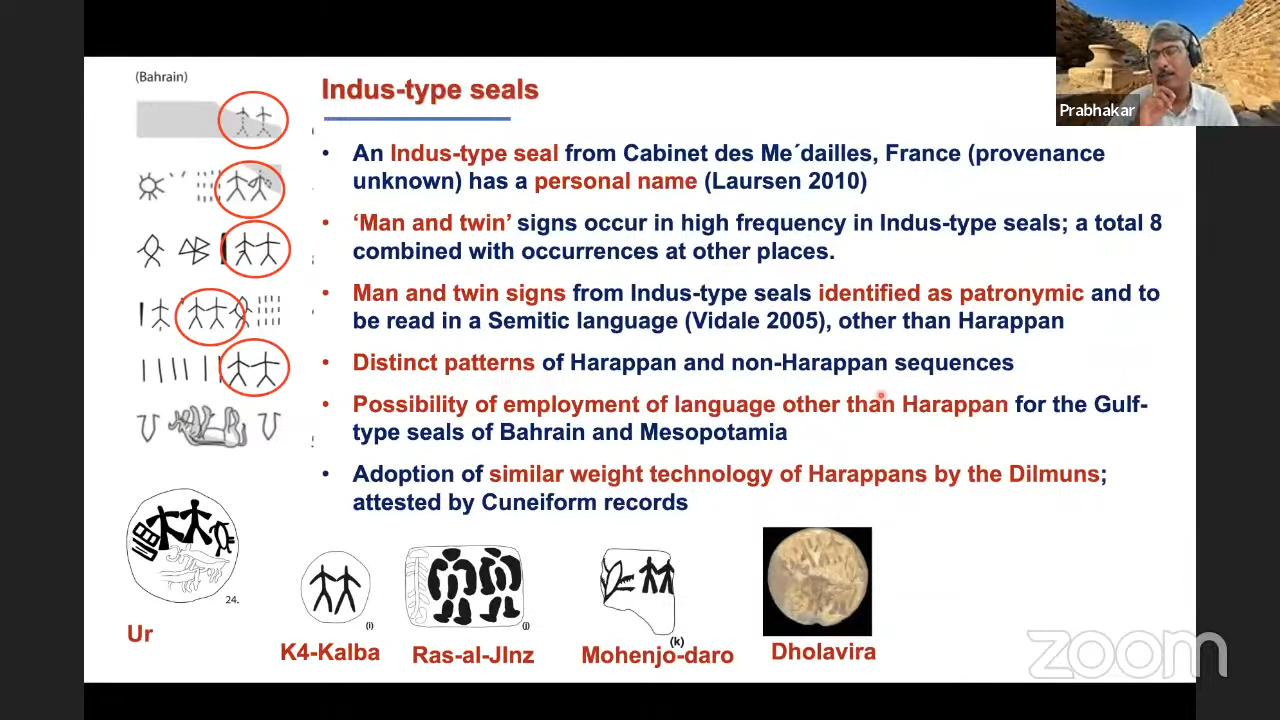 (Bahrain)
Indus-type seals
Prabhakar
• An Indus-type seal from Cabinet des Me´dailles, France (provenance
unknown) has a personal name (Laursen 2010)
• ‘Man and twin’ signs occur in high frequency in Indus-type seals; a total 8
combined with occurrences at other places.
• Man and twin signs from Indus-type seals identified as patronymic and to
be read in a Semitic language (Vidale 2005), other than Harappan
• Distinct patterns of Harappan and non-Harappan sequences
• Possibility of employment of language other than Harappan for the Gulf-
type seals of Bahrain and Mesopotamia
• Adoption of similar weight technology of Harappans by the Dilmuns;
attested by Cuneiform records
24.
(i)
(j)
(k)
Ur
K4-Kalba
Ras-al-JInz
Mohenjo-daro
Dholavira
zoom